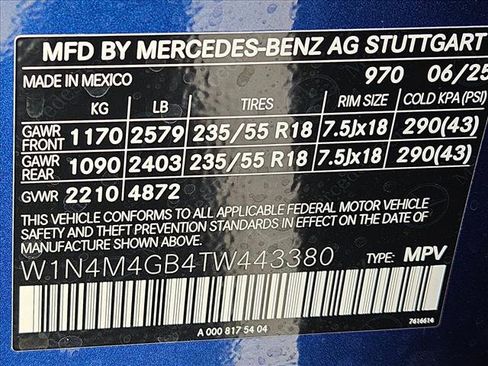 MFD BY MERCEDES-BENZ AG STUTTGART
MADE IN MEXICO 970 06/25
KG LB TIRES RIM SIZE COLD KPA (PSI)
GAWR FRONT 1170 2579 235/55 R18 7.5Jx18 290(43)
GAWR REAR 1090 2403 235/55 R18 7.5Jx18 290(43)
GVWR 2210 4872
THIS VEHICLE CONFORMS TO ALL APPLICABLE FEDERAL MOTOR VEHICLE
SAFETY AND THEFT PREVENTION STANDARDS IN EFFECT ON THE DATE
OF MANUFACTURE SHOWN ABOVE.
W1N4M4GB4TW443380 TYPE: MPV
A 000 817 54 04 7616614